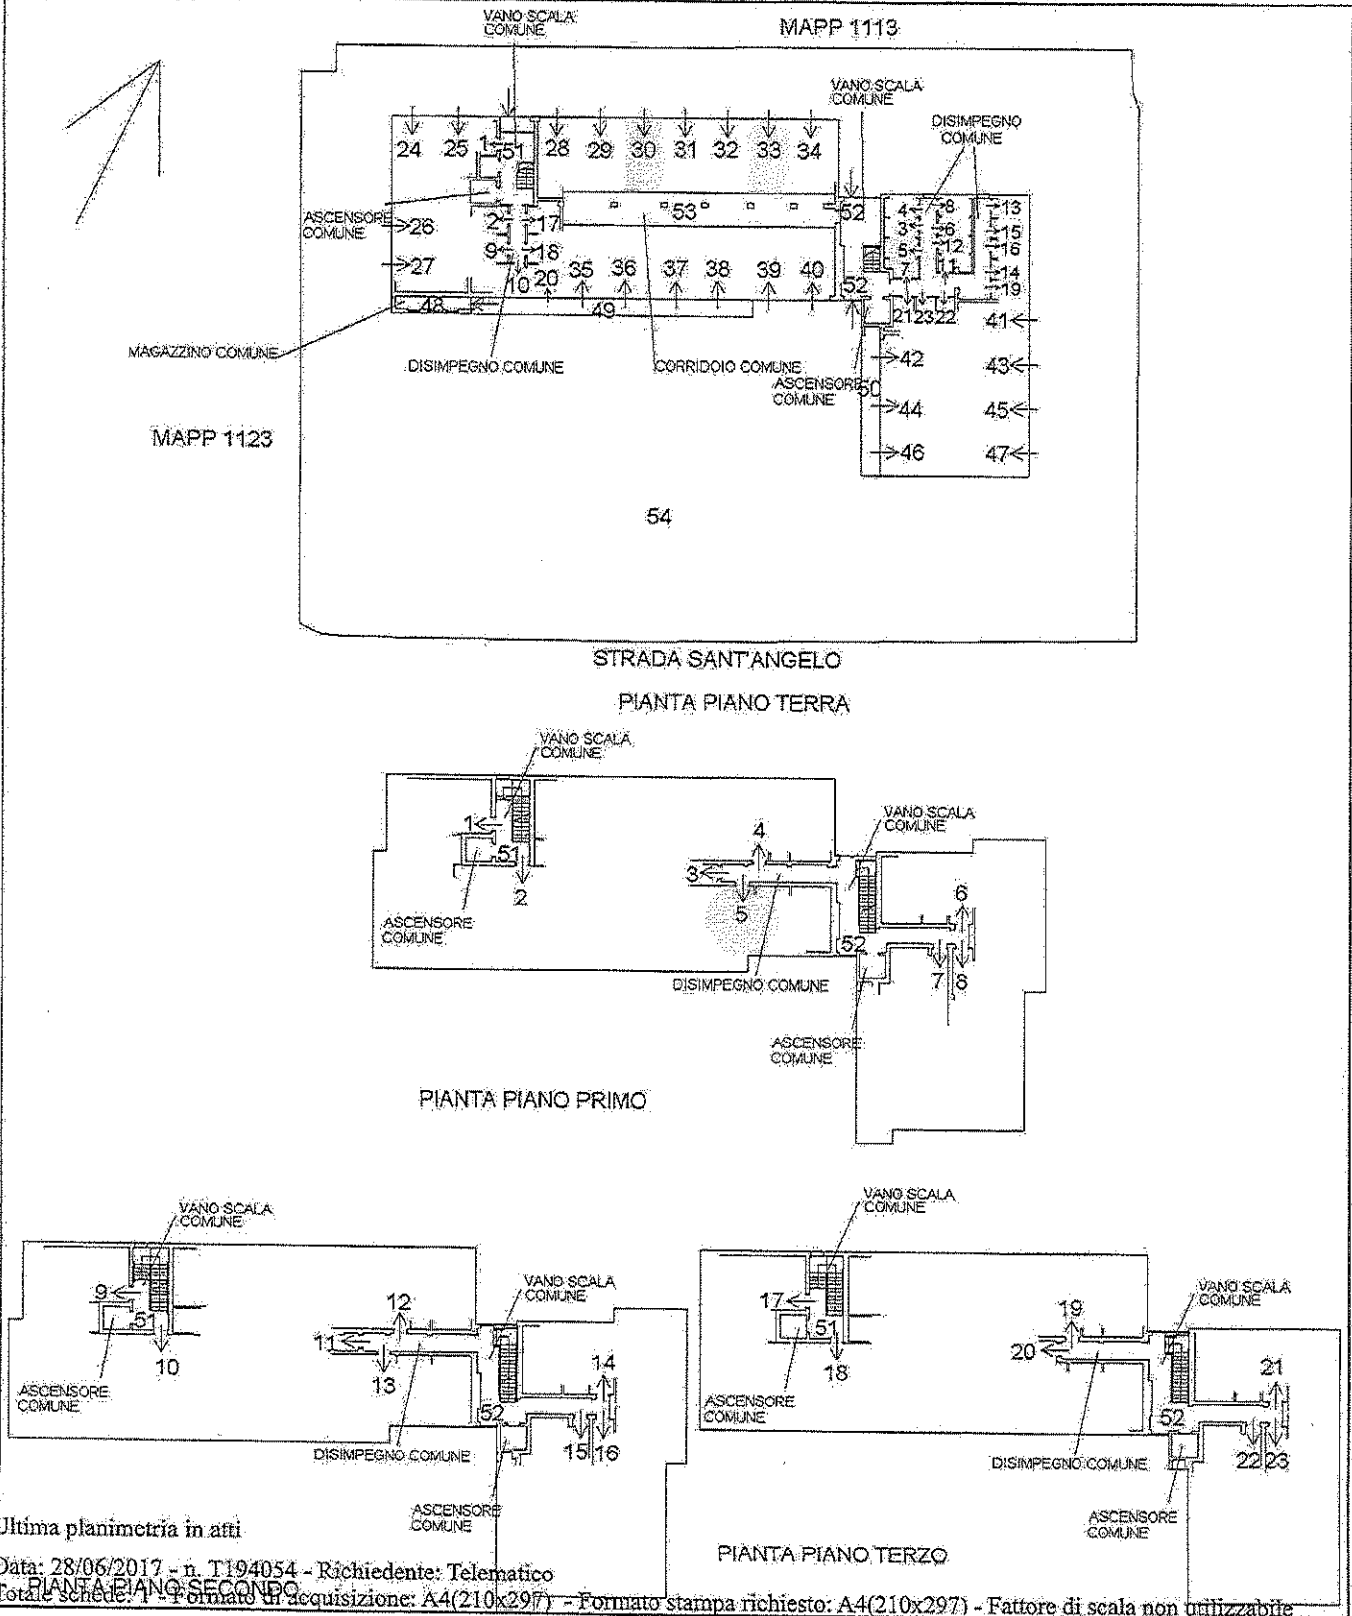 VANO SCALA
COMUNE
MAPP 1113
VANO SCALA
COMUNE
DISIMPEGNO
COMUNE
24 25 1 51 28 29 30 31 32 33 34
ASCENSORE
COMUNE
26 2 17 53 52 4 8 13
3 6 15
9 18 5 12 16
27 10 20 35 36 37 38 39 40 52 7 11 14
19
48 49 21 23 22 41
MAGAZZINO COMUNE
DISIMPEGNO COMUNE
CORRIDOIO COMUNE
ASCENSORE
COMUNE
50
42 43
44 45
46 47
MAPP 1123
54
STRADA SANT'ANGELO
PIANTA PIANO TERRA
VANO SCALA
COMUNE
VANO SCALA
COMUNE
1 51 2
3 4 5
6
52 7 8
ASCENSORE
COMUNE
DISIMPEGNO COMUNE
ASCENSORE
COMUNE
PIANTA PIANO PRIMO
VANO SCALA
COMUNE
VANO SCALA
COMUNE
9 51 10
11 12 13
14
52 15 16
ASCENSORE
COMUNE
DISIMPEGNO COMUNE
ASCENSORE
COMUNE
VANO SCALA
COMUNE
VANO SCALA
COMUNE
17 51 18
19
20
21
52 22 23
ASCENSORE
COMUNE
DISIMPEGNO COMUNE
ASCENSORE
COMUNE
PIANTA PIANO TERZO
Ultima planimetria in atti
Data: 28/06/2017 - n. T194054 - Richiedente: Telematico
PIANTA PIANO SECONDO
Totale schede: 1 - Formato di acquisizione: A4(210x297) - Formato stampa richiesto: A4(210x297) - Fattore di scala non utilizzabile